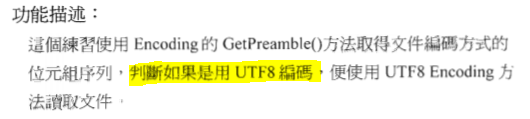 功能描述：
這個練習使用 Encoding 的 GetPreamble()方法取得文件編碼方式的
位元組序列，判斷如果是用 UTF8 編碼，便使用 UTF8 Encoding 方
法讀取文件。